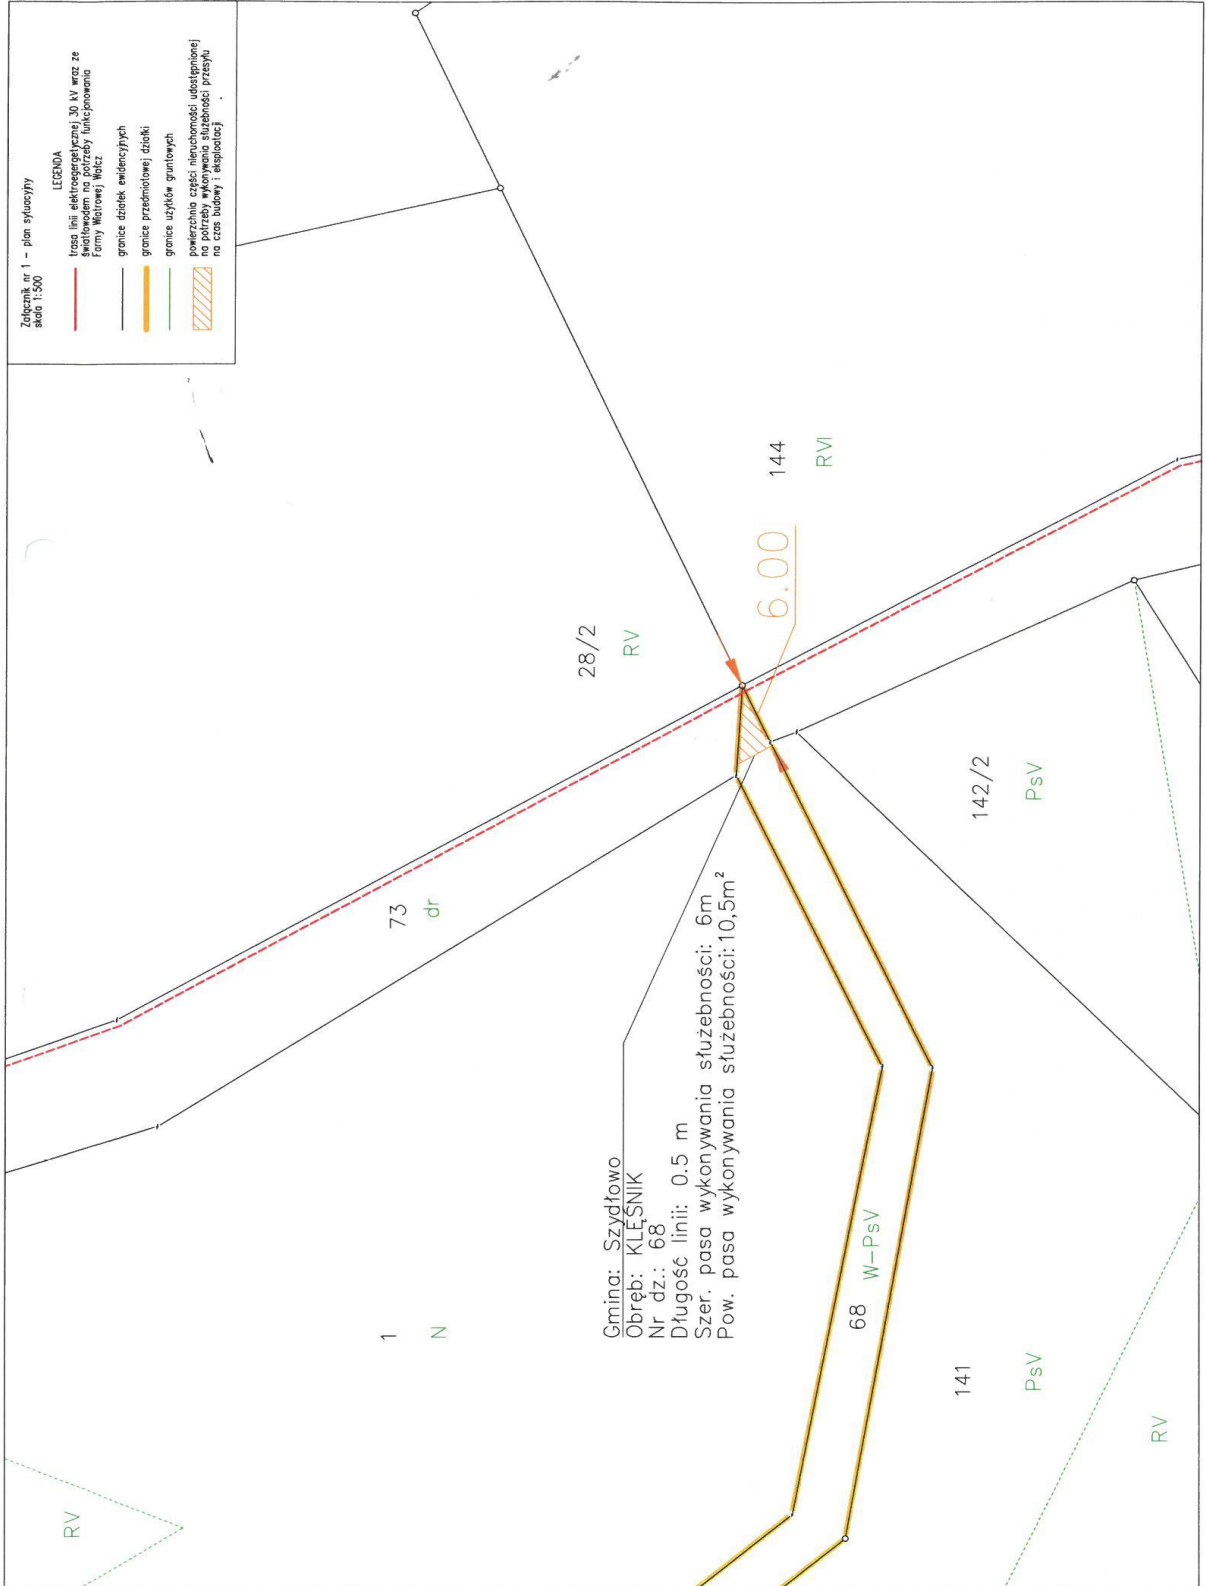 Załącznik nr 1 – plan sytuacyjny
skala 1:500
LEGENDA
trasa linii elektroegergetycznej 30 kV wraz ze
światłowodem na potrzeby funkcjonowania
Farmy Wiatrowej Wałcz
granice działek ewidencyjnych
granice przedmiotowej działki
granice użytków gruntowych
powierzchnia części nieruchomości udostępnionej
na potrzeby wykonywania służebności przesyłu
na czas budowy i eksploatacji
28/2
RV
144
RVI
6.00
73
dr
142/2
PsV
Gmina: Szydłowo
Obręb: KLĘŚNIK
Nr dz.: 68
Długość linii: 0.5 m
Szer. pasa wykonywania służebności: 6m
Pow. pasa wykonywania służebności: 10,5m²
1
N
68
W–PsV
141
PsV
RV
RV